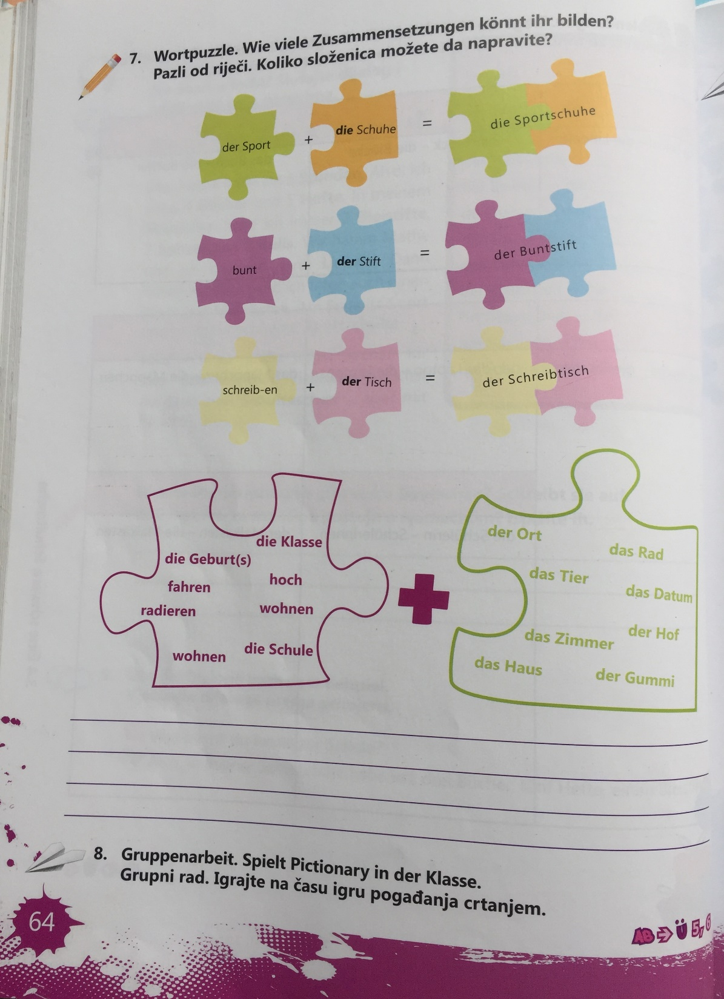 7. Wortpuzzle. Wie viele Zusammensetzungen könnt ihr bilden?
Pazli od riječi. Koliko složenica možete da napravite?
der Sport
+
die Schuhe
=
die Sportschuhe
bunt
+
der Stift
=
der Buntstift
schreib-en
+
der Tisch
=
der Schreibtisch
die Klasse
die Geburt(s)
hoch
fahren
radieren
wohnen
wohnen
die Schule
der Ort
das Rad
das Tier
das Datum
das Zimmer
der Hof
das Haus
der Gummi
8. Gruppenarbeit. Spielt Pictionary in der Klasse.
Grupni rad. Igrajte na času igru pogađanja crtanjem.
64
AB Ü 5, 6